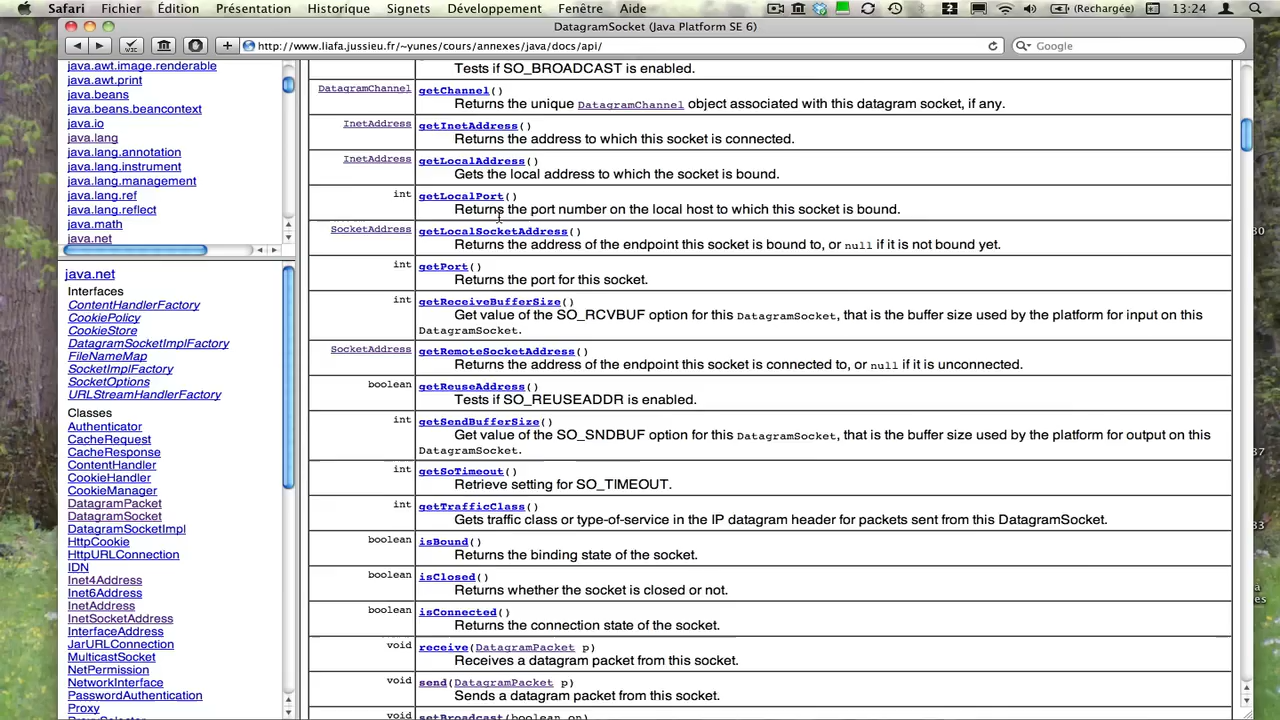 Safari Fichier Édition Présentation Historique Signets Développement Fenêtre Aide (Rechargée) 13:24
DatagramSocket (Java Platform SE 6)
http://www.liafa.jussieu.fr/~yunes/cours/annexes/java/docs/api/
Google
java.awt.image.renderable
java.awt.print
java.beans
java.beans.beancontext
java.io
java.lang
java.lang.annotation
java.lang.instrument
java.lang.management
java.lang.ref
java.lang.reflect
java.math
java.net
java.net
Interfaces
ContentHandlerFactory
CookiePolicy
CookieStore
DatagramSocketImplFactory
FileNameMap
SocketImplFactory
SocketOptions
URLStreamHandlerFactory
Classes
Authenticator
CacheRequest
CacheResponse
ContentHandler
CookieHandler
CookieManager
DatagramPacket
DatagramSocket
DatagramSocketImpl
HttpCookie
HttpURLConnection
IDN
Inet4Address
Inet6Address
InetAddress
InetSocketAddress
InterfaceAddress
JarURLConnection
MulticastSocket
NetPermission
NetworkInterface
PasswordAuthentication
Proxy
Tests if SO_BROADCAST is enabled.
DatagramChannel getChannel()
Returns the unique DatagramChannel object associated with this datagram socket, if any.
InetAddress getInetAddress()
Returns the address to which this socket is connected.
InetAddress getLocalAddress()
Gets the local address to which the socket is bound.
int getLocalPort()
Returns the port number on the local host to which this socket is bound.
SocketAddress getLocalSocketAddress()
Returns the address of the endpoint this socket is bound to, or null if it is not bound yet.
int getPort()
Returns the port for this socket.
int getReceiveBufferSize()
Get value of the SO_RCVBUF option for this DatagramSocket, that is the buffer size used by the platform for input on this
DatagramSocket.
SocketAddress getRemoteSocketAddress()
Returns the address of the endpoint this socket is connected to, or null if it is unconnected.
boolean getReuseAddress()
Tests if SO_REUSEADDR is enabled.
int getSendBufferSize()
Get value of the SO_SNDBUF option for this DatagramSocket, that is the buffer size used by the platform for output on this
DatagramSocket.
int getSoTimeout()
Retrieve setting for SO_TIMEOUT.
int getTrafficClass()
Gets traffic class or type-of-service in the IP datagram header for packets sent from this DatagramSocket.
boolean isBound()
Returns the binding state of the socket.
boolean isClosed()
Returns whether the socket is closed or not.
boolean isConnected()
Returns the connection state of the socket.
void receive(DatagramPacket p)
Receives a datagram packet from this socket.
void send(DatagramPacket p)
Sends a datagram packet from this socket.
void setBroadcast(boolean on)